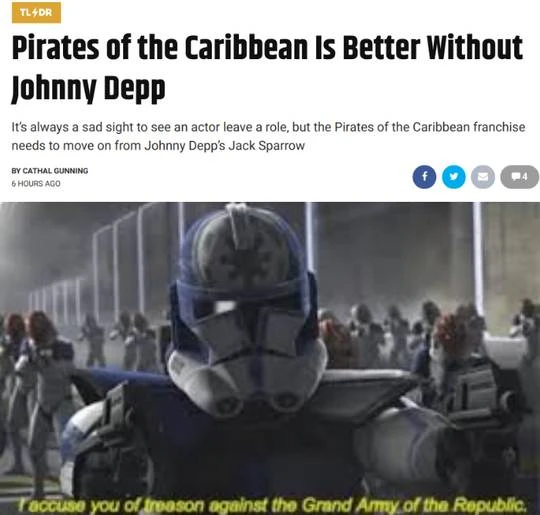 TL⚡DR
Pirates of the Caribbean Is Better Without
Johnny Depp
It's always a sad sight to see an actor leave a role, but the Pirates of the Caribbean franchise
needs to move on from Johnny Depp's Jack Sparrow
BY CATHAL GUNNING
6 HOURS AGO
4
I accuse you of treason against the Grand Army of the Republic.